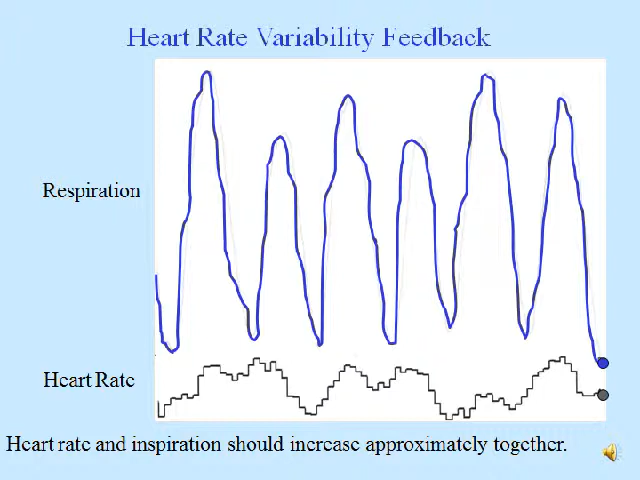 Heart Rate Variability Feedback
Respiration
Heart Rate
Heart rate and inspiration should increase approximately together.